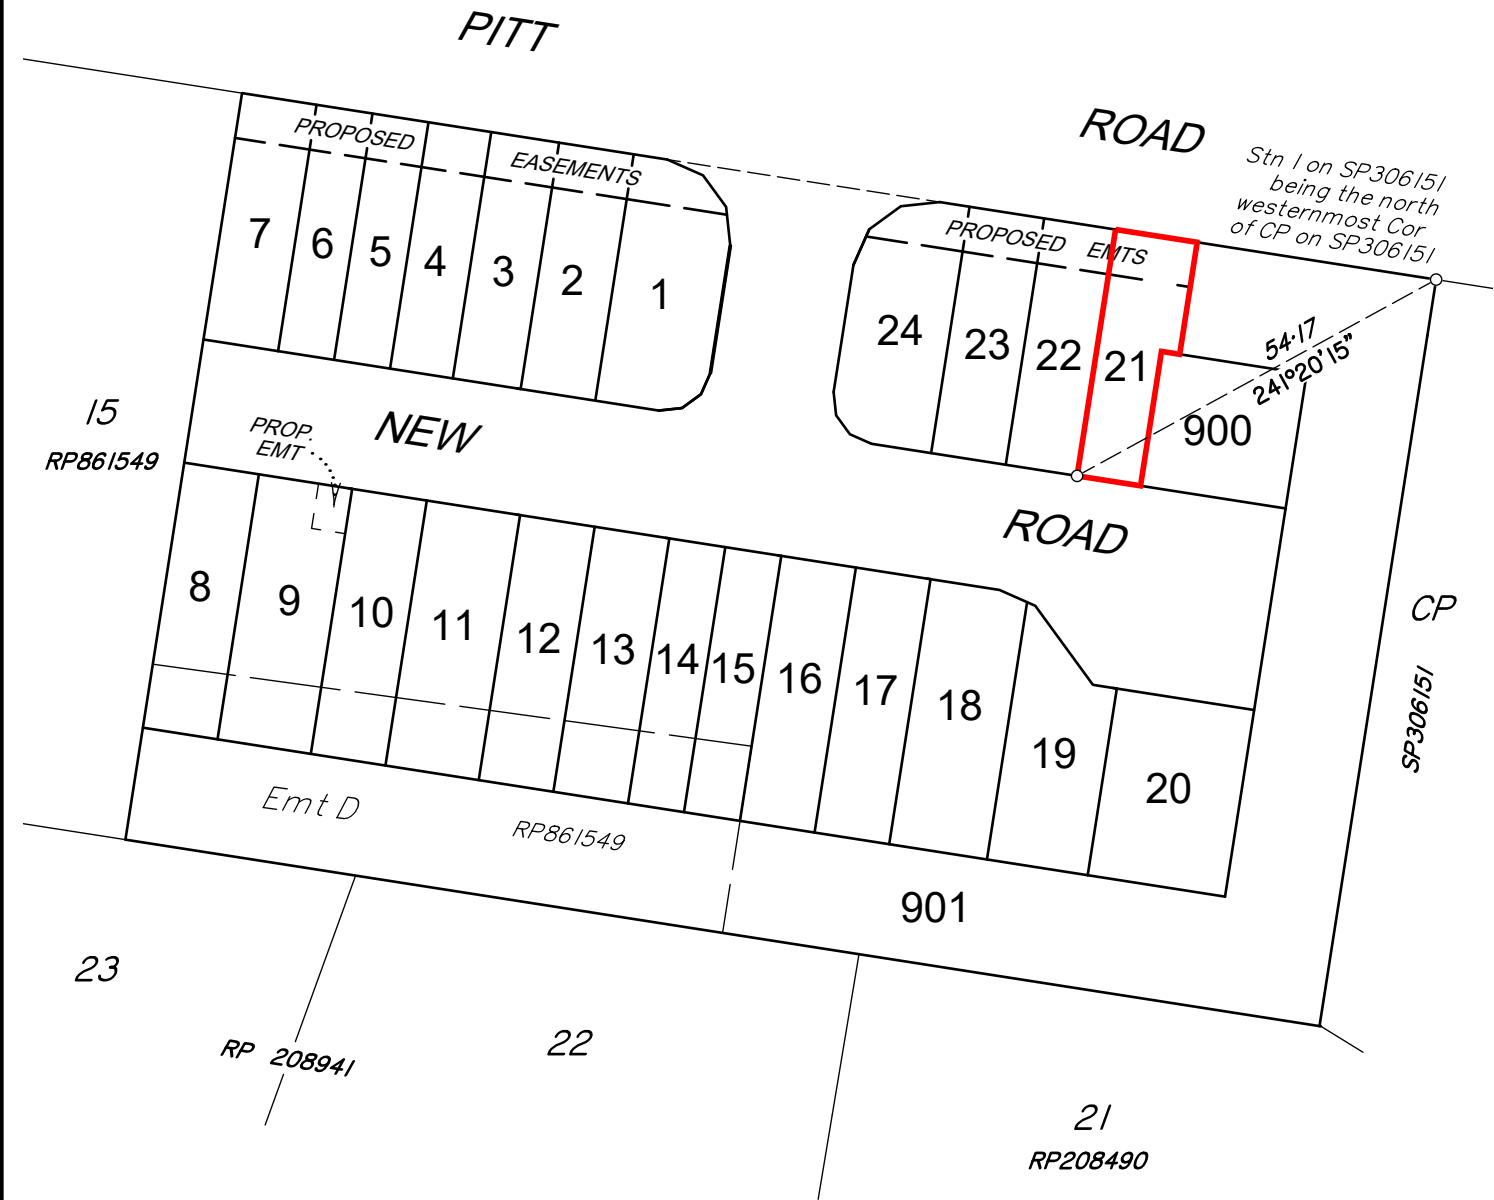 PITT
ROAD
Stn 1 on SP306151
being the north
westernmost Cor
of CP on SP306151
PROPOSED
EASEMENTS
PROPOSED EMTS
7
6
5
4
3
2
1
24
23
22
21
54·17
241°20'15"
900
15
RP861549
PROP.
EMT
NEW
ROAD
8
9
10
11
12
13
14
15
16
17
18
19
20
CP
SP306151
Emt D
RP861549
901
23
22
RP 208941
21
RP208490